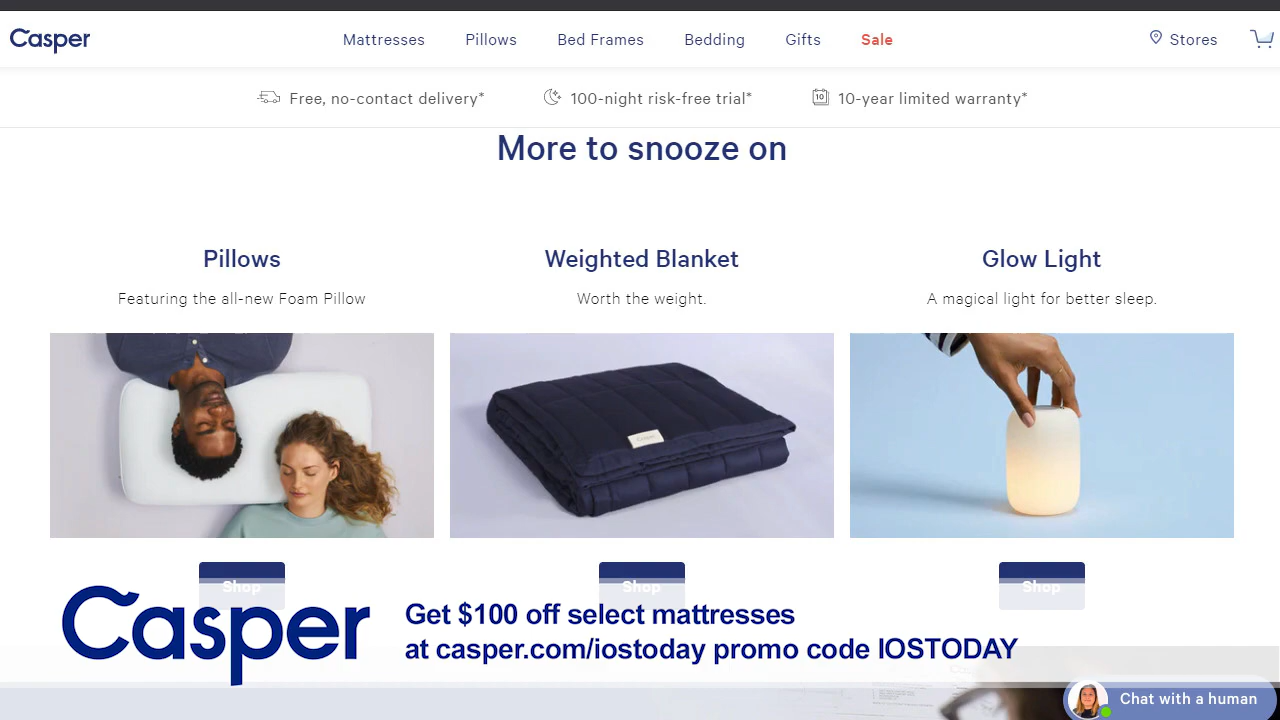 Casper
Mattresses
Pillows
Bed Frames
Bedding
Gifts
Sale
Stores
Free, no-contact delivery*
100-night risk-free trial*
10
10-year limited warranty*
More to snooze on
Pillows
Weighted Blanket
Glow Light
Featuring the all-new Foam Pillow
Worth the weight.
A magical light for better sleep.
Casper
Shop
Shop
Shop
Casper
Get $100 off select mattresses
at casper.com/iostoday promo code IOSTODAY
Chat with a human